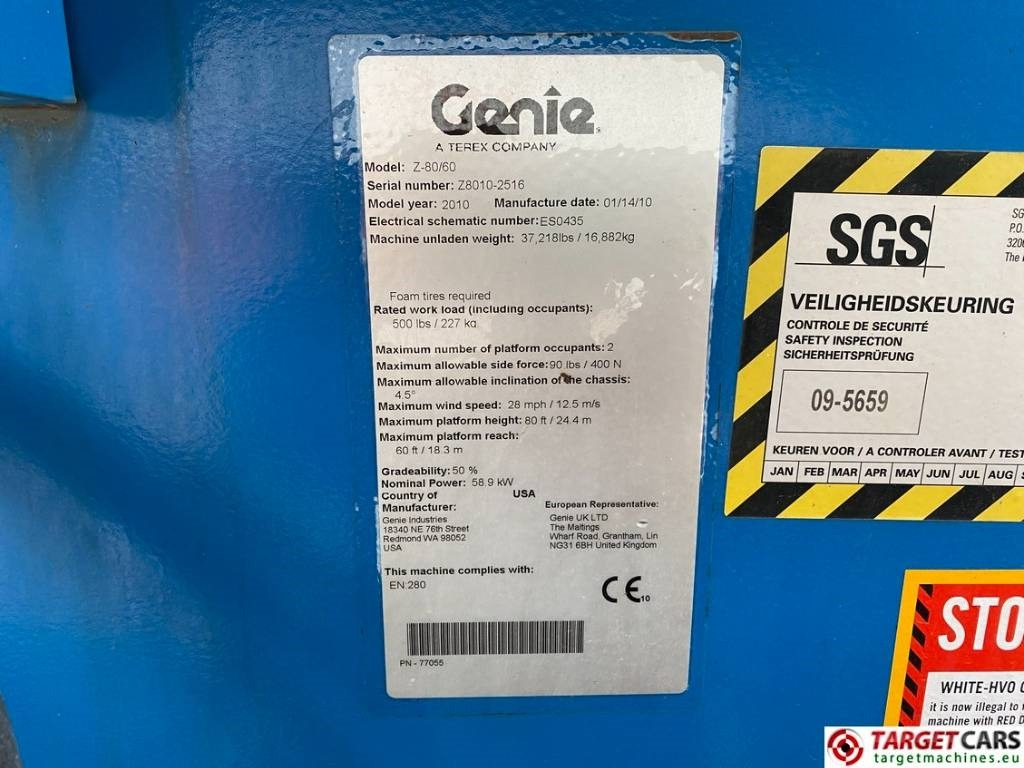 Genie
A TEREX COMPANY
Model: Z-80/60
Serial number: Z8010-2516
Model year: 2010 Manufacture date: 01/14/10
Electrical schematic number: ES0435
Machine unladen weight: 37,218lbs / 16,882kg
Foam tires required
Rated work load (including occupants):
500 lbs / 227 kg
Maximum number of platform occupants: 2
Maximum allowable side force: 90 lbs / 400 N
Maximum allowable inclination of the chassis:
4.5°
Maximum wind speed: 28 mph / 12.5 m/s
Maximum platform height: 80 ft / 24.4 m
Maximum platform reach:
60 ft / 18.3 m
Gradeability: 50 %
Nominal Power: 58.9 kW
Country of USA
Manufacturer:
Genie Industries
18340 NE 76th Street
Redmond WA 98052
USA
European Representative:
Genie UK LTD
The Maltings
Wharf Road, Grantham, Lin
NG31 6BH United Kingdom
This machine complies with:
EN:280
CE 10
PN - 77055
SGS
SG
P.O.
320
The
VEILIGHEIDSKEURING
CONTROLE DE SECURITÉ
SAFETY INSPECTION
SICHERHEITSPRÜFUNG
09-5659
KEUREN VOOR / A CONTROLER AVANT / TEST
JAN FEB MAR APR MAY JUN JUL AUG S
STO
WHITE-HVO
it is now illegal to
machine with RED D
TARGETCARS
targetmachines.eu